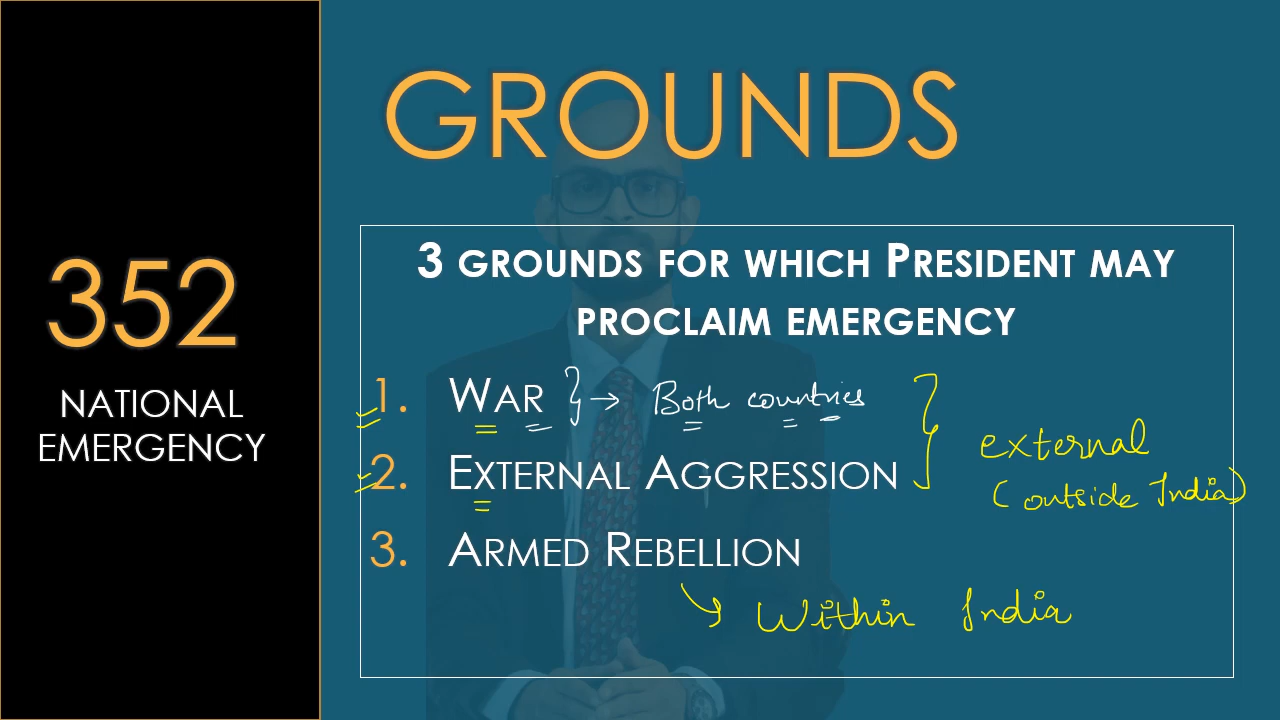 GROUNDS
352
NATIONAL
EMERGENCY
3 GROUNDS FOR WHICH PRESIDENT MAY
PROCLAIM EMERGENCY
1. WAR } → Both countries
2. EXTERNAL AGGRESSION } external
(outside India)
3. ARMED REBELLION
Within India